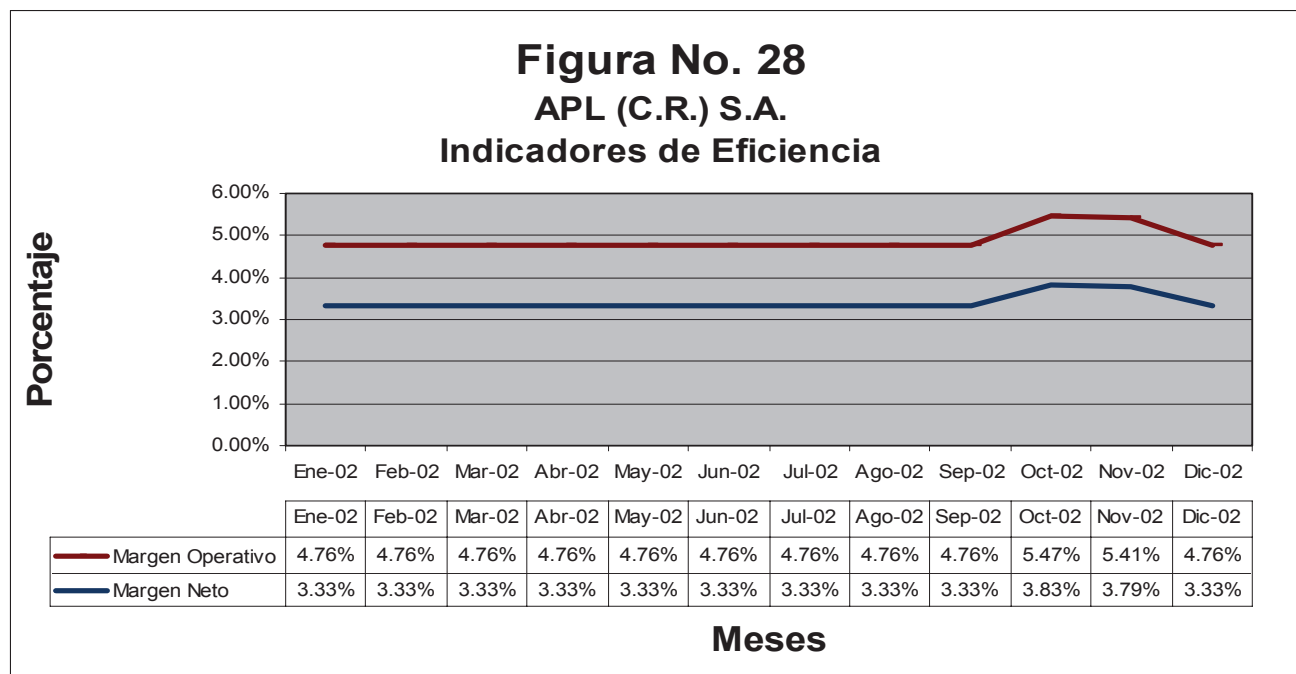 Figura No. 28
APL (C.R.) S.A.
Indicadores de Eficiencia
Porcentaje
6.00%
5.00%
4.00%
3.00%
2.00%
1.00%
0.00%
Ene-02 Feb-02 Mar-02 Abr-02 May-02 Jun-02 Jul-02 Ago-02 Sep-02 Oct-02 Nov-02 Dic-02
Ene-02 Feb-02 Mar-02 Abr-02 May-02 Jun-02 Jul-02 Ago-02 Sep-02 Oct-02 Nov-02 Dic-02
Margen Operativo 4.76% 4.76% 4.76% 4.76% 4.76% 4.76% 4.76% 4.76% 4.76% 5.47% 5.41% 4.76%
Margen Neto 3.33% 3.33% 3.33% 3.33% 3.33% 3.33% 3.33% 3.33% 3.33% 3.83% 3.79% 3.33%
Meses